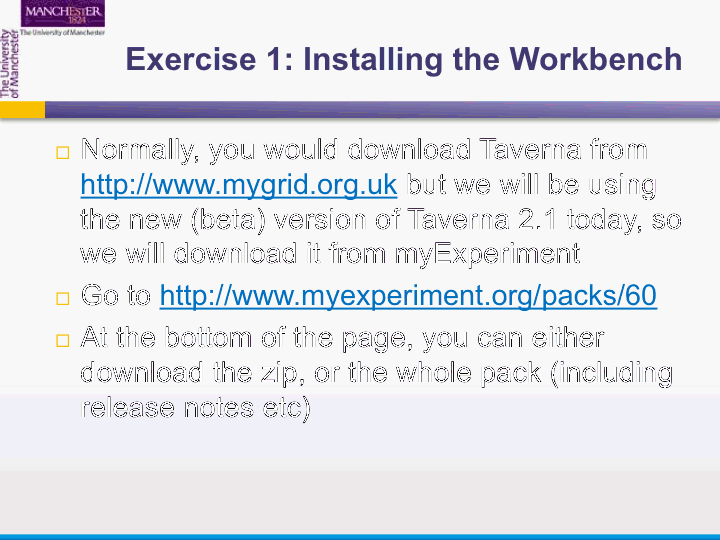 MANCHESTER
1824
The University of Manchester
The University
of Manchester
Exercise 1: Installing the Workbench
Normally, you would download Taverna from
http://www.mygrid.org.uk but we will be using
the new (beta) version of Taverna 2.1 today, so
we will download it from myExperiment
Go to http://www.myexperiment.org/packs/60
At the bottom of the page, you can either
download the zip, or the whole pack (including
release notes etc)